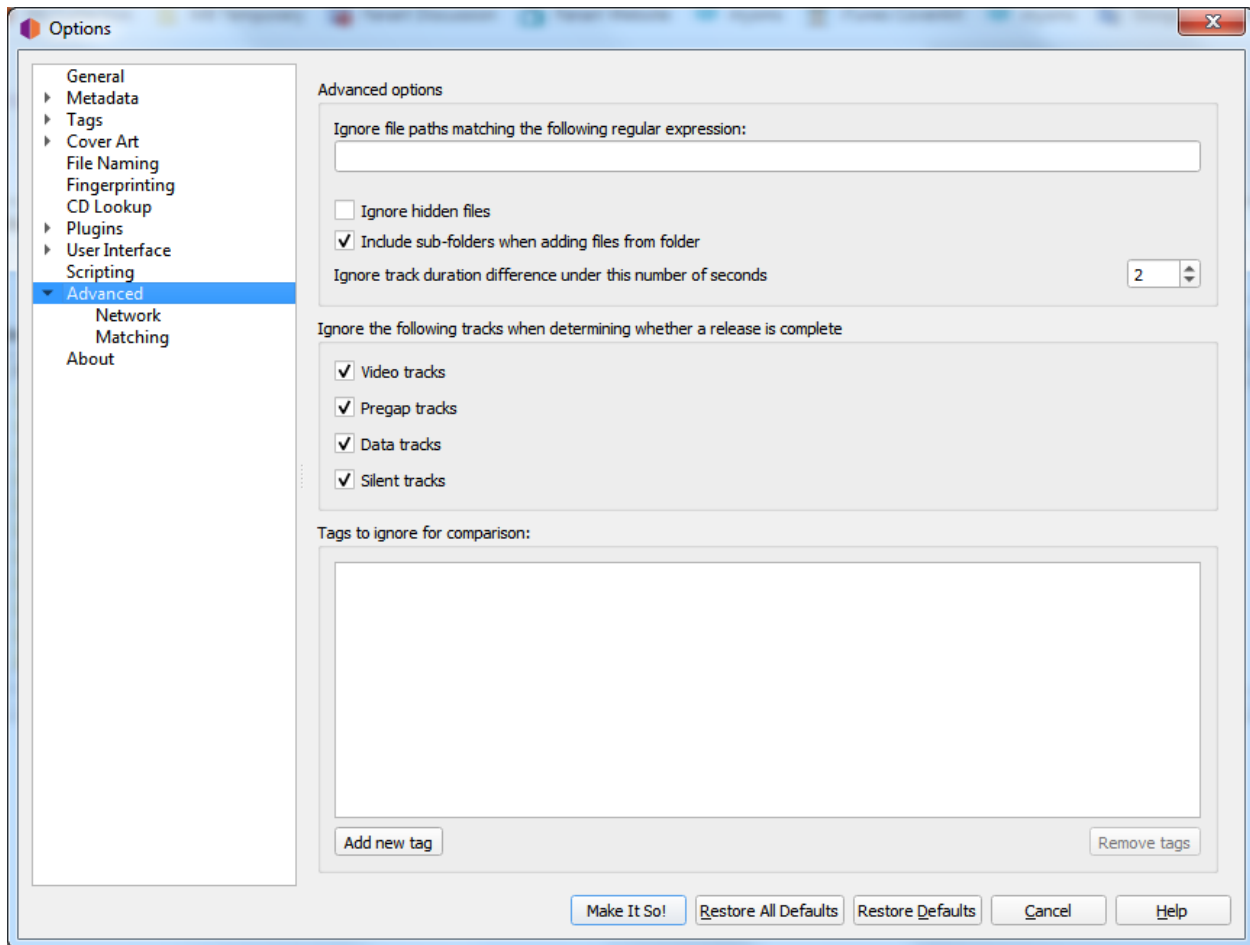 Options
General
Metadata
Tags
Cover Art
File Naming
Fingerprinting
CD Lookup
Plugins
User Interface
Scripting
Advanced
Network
Matching
About
Advanced options
Ignore file paths matching the following regular expression:
Ignore hidden files
Include sub-folders when adding files from folder
Ignore track duration difference under this number of seconds 2
Ignore the following tracks when determining whether a release is complete
Video tracks
Pregap tracks
Data tracks
Silent tracks
Tags to ignore for comparison:
Add new tag Remove tags
Make It So! Restore All Defaults Restore Defaults Cancel Help